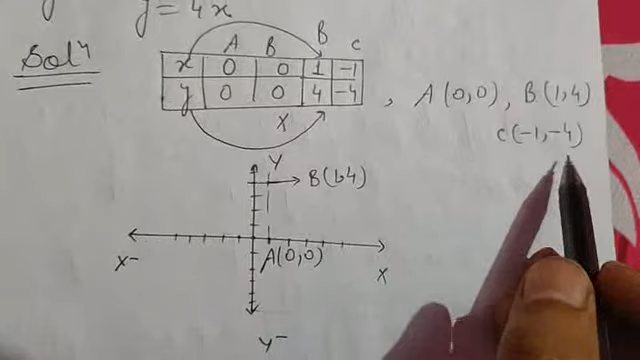 y = 4x
Solⁿ
A B B C
x 0 0 1 -1
y 0 0 4 -4
X
, A(0,0), B(1,4)
C(-1,-4)
Y
B(1,4)
A(0,0)
X- X
Y-